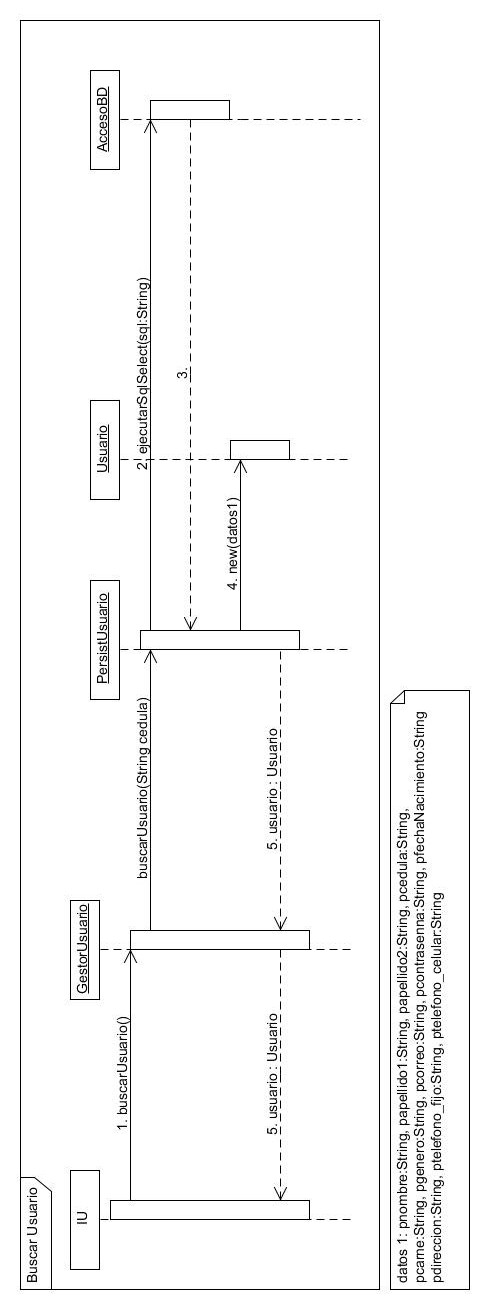 Buscar Usuario
IU
GestorUsuario
PersistUsuario
Usuario
AccesoBD
1. buscarUsuario()
buscarUsuario(String cedula)
2. ejecutarSqlSelect(sql:String)
3.
4. new(datos1)
5. usuario : Usuario
5. usuario : Usuario
datos 1: pnombre:String, papellido1:String, papellido2:String, pcedula:String,
pcarne:String, pgenero:String, pcorreo:String, pcontrasenna:String, pfechaNacimiento:String
pdireccion:String, ptelefono_fijo:String, ptelefono_celular:String